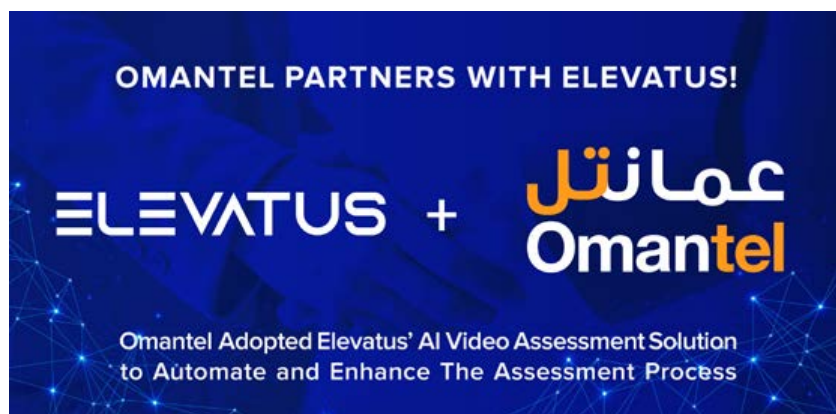 OMANTEL PARTNERS WITH ELEVATUS!
عمانتل
ELEVATUS + Omantel
Omantel Adopted Elevatus’ AI Video Assessment Solution
to Automate and Enhance The Assessment Process